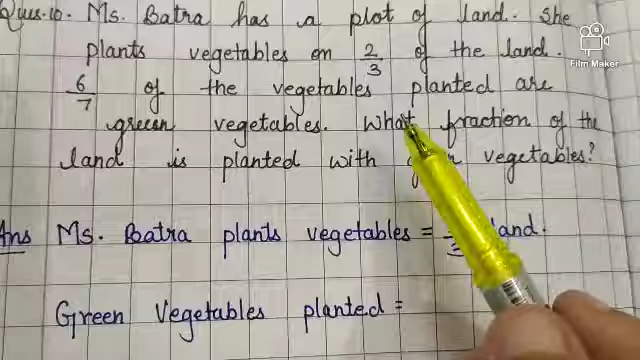 Ques.10. Ms. Batra has a plot of land. She
plants vegetables on 2/3 of the land.
6/7 of the vegetables planted are
green vegetables. What fraction of the
land is planted with vegetables?
Ans Ms. Batra plants vegetables = 3 land.
Green Vegetables planted =
Film Maker